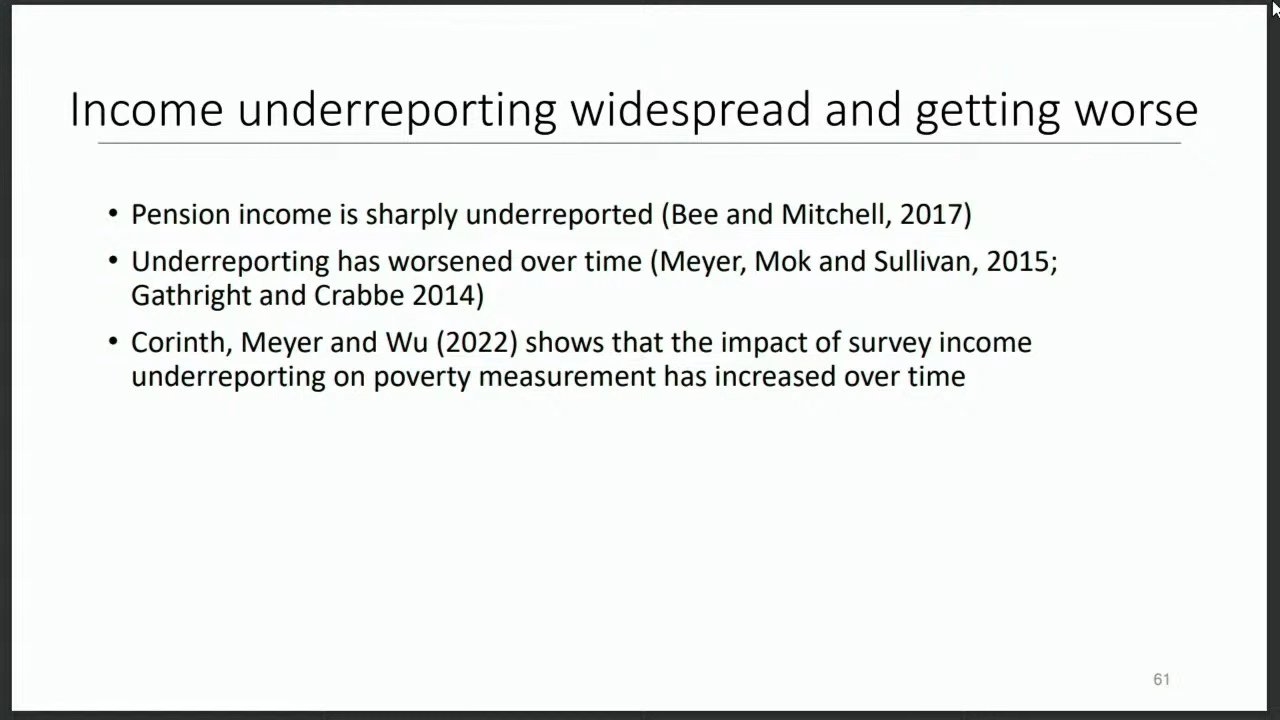 Income underreporting widespread and getting worse
• Pension income is sharply underreported (Bee and Mitchell, 2017)
• Underreporting has worsened over time (Meyer, Mok and Sullivan, 2015;
Gathright and Crabbe 2014)
• Corinth, Meyer and Wu (2022) shows that the impact of survey income
underreporting on poverty measurement has increased over time
61